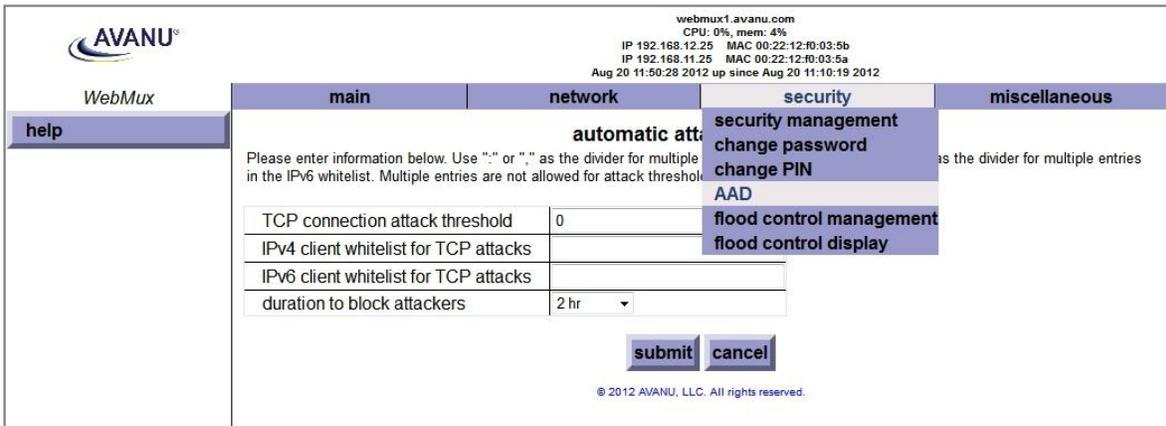 AVANU®
webmux1.avanu.com
CPU: 0%, mem: 4%
IP 192.168.12.25 MAC 00:22:12:f0:03:5b
IP 192.168.11.25 MAC 00:22:12:f0:03:5a
Aug 20 11:50:28 2012 up since Aug 20 11:10:19 2012
WebMux
main network security miscellaneous
help
security management
change password
change PIN
AAD
flood control management
flood control display
automatic
Please enter information below. Use ":" or "," as the divider for multiple as the divider for multiple entries
in the IPv6 whitelist. Multiple entries are not allowed for attack
TCP connection attack threshold 0
IPv4 client whitelist for TCP attacks
IPv6 client whitelist for TCP attacks
duration to block attackers 2 hr
submit cancel
© 2012 AVANU, LLC. All rights reserved.